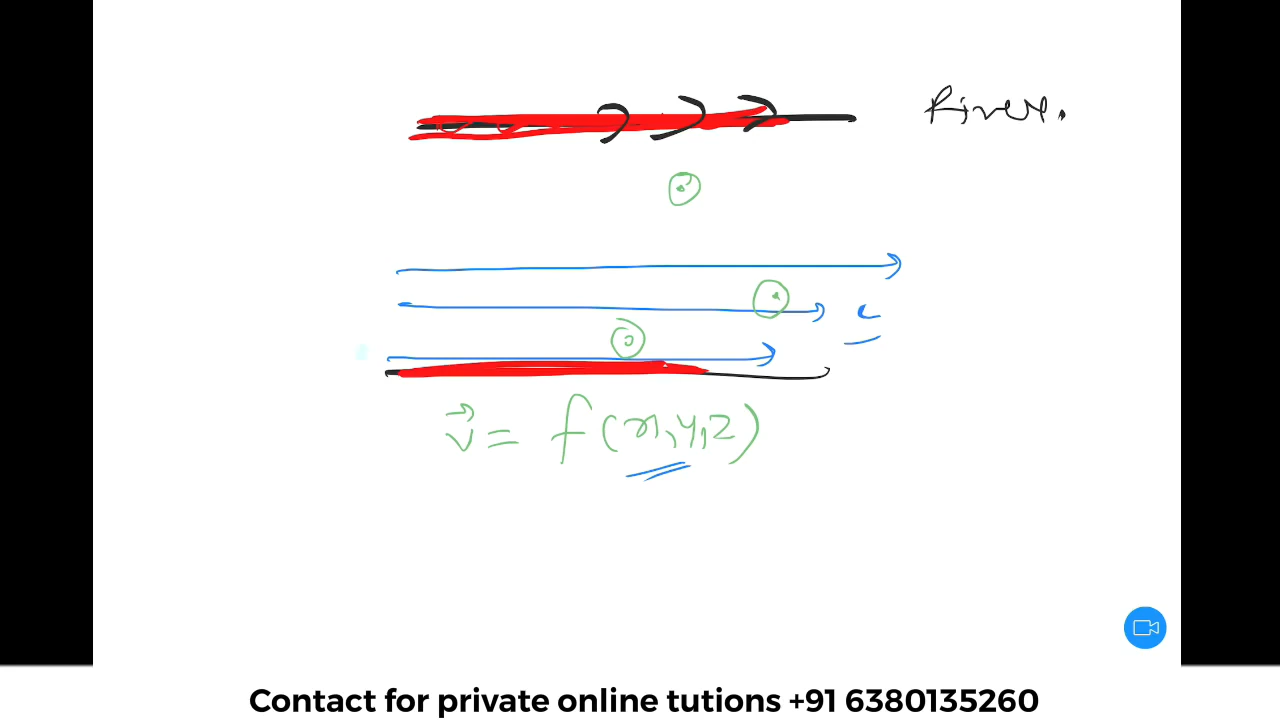 River.
v⃗ = f(x,y,z)
Contact for private online tutions +91 6380135260